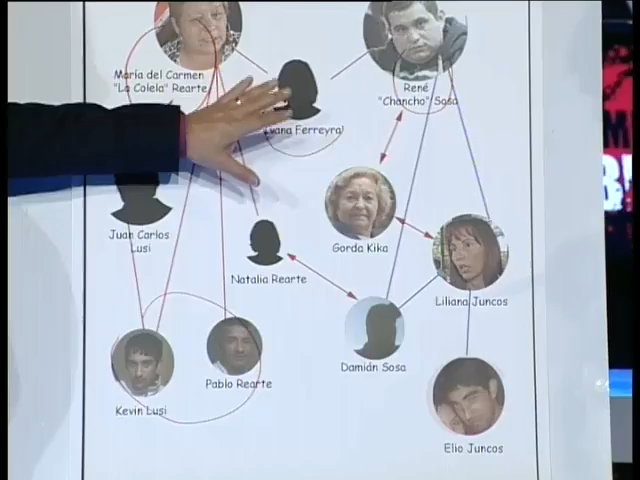 María del Carmen
"La Colela" Rearte
René
"Chancho" Sosa
Ivana Ferreyra
Juan Carlos
Lusi
Gorda Kika
Natalia Rearte
Liliana Juncos
Damián Sosa
Pablo Rearte
Kevin Lusi
Elio Juncos